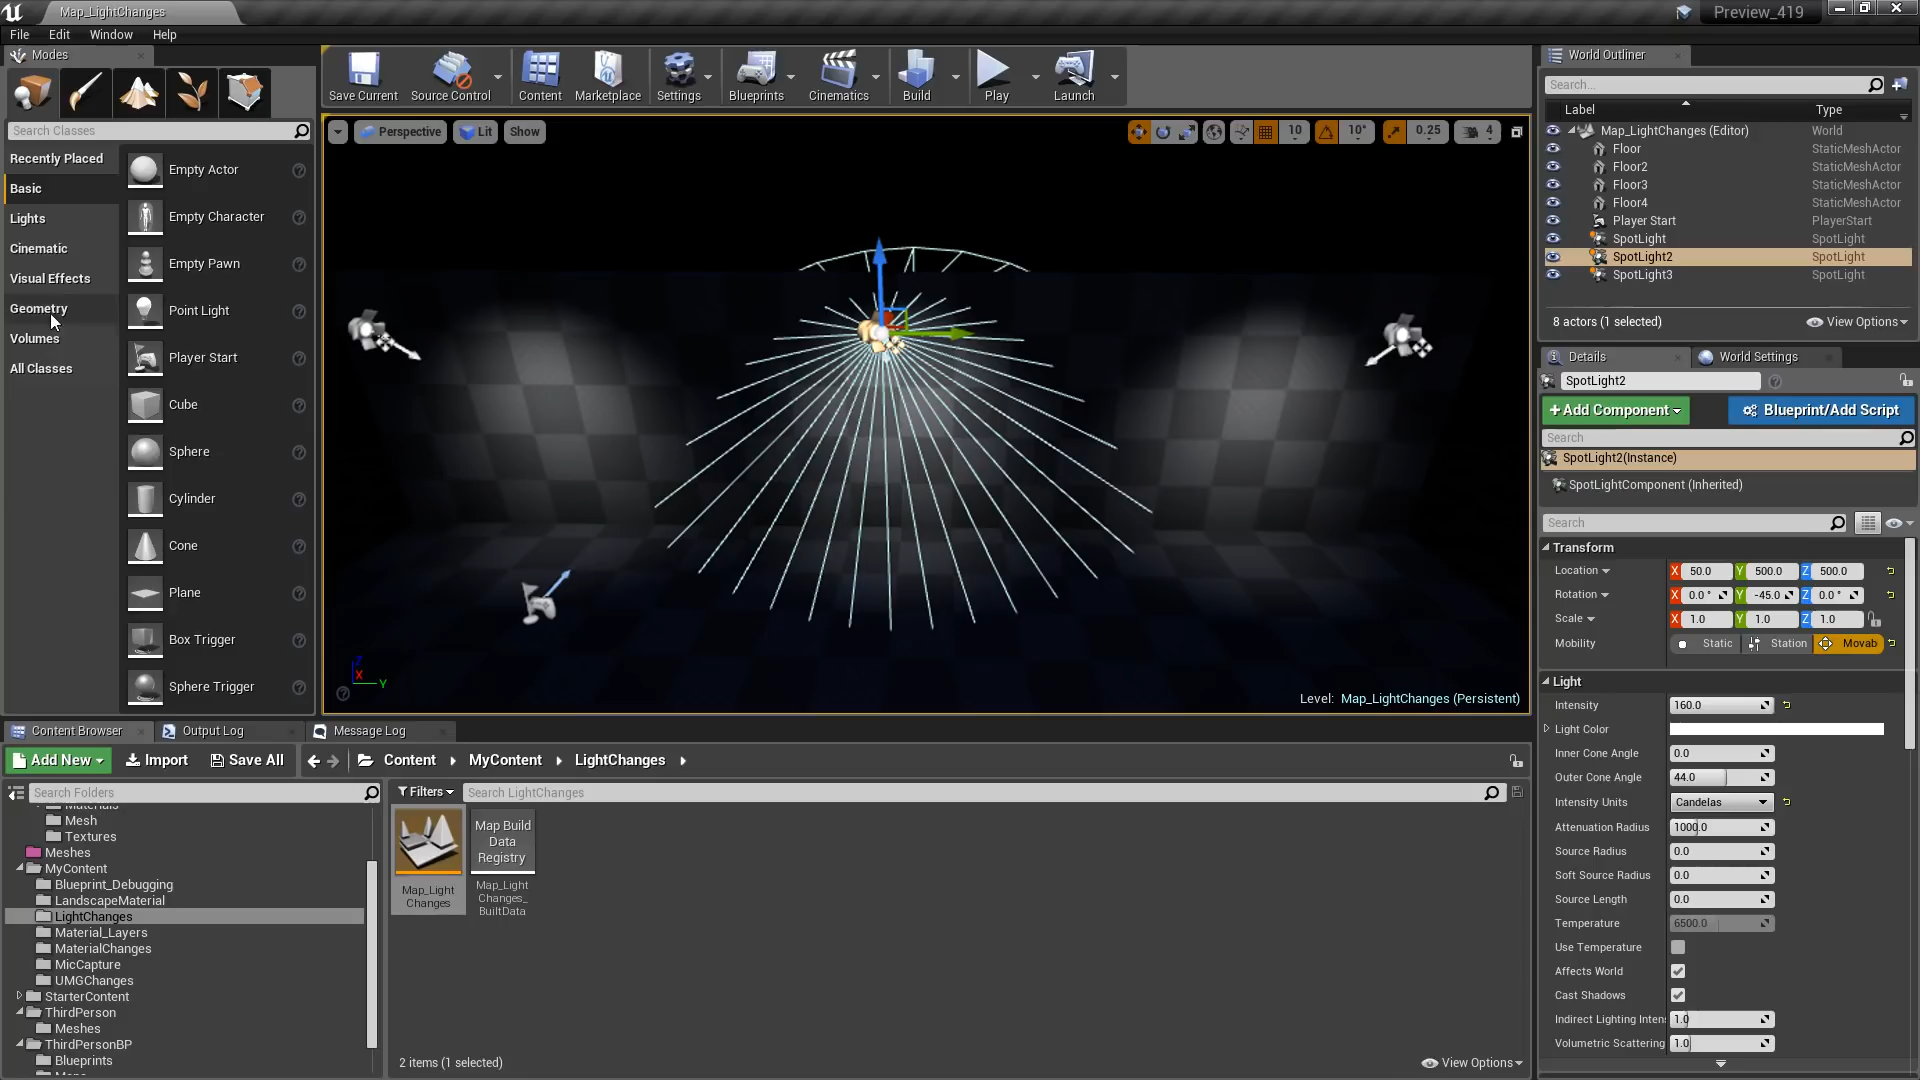 Map_LightChanges
Preview_419
File Edit Window Help
Modes
Search Classes
Recently Placed
Basic
Lights
Cinematic
Visual Effects
Geometry
Volumes
All Classes
Empty Actor
Empty Character
Empty Pawn
Point Light
Player Start
Cube
Sphere
Cylinder
Cone
Plane
Box Trigger
Sphere Trigger
Save Current
Source Control
Content
Marketplace
Settings
Blueprints
Cinematics
Build
Play
Launch
Perspective Lit Show
10 10° 0.25 4
Z
X
Y
Level: Map_LightChanges (Persistent)
World Outliner
Search...
Label Type
Map_LightChanges (Editor) World
Floor StaticMeshActor
Floor2 StaticMeshActor
Floor3 StaticMeshActor
Floor4 StaticMeshActor
Player Start PlayerStart
SpotLight SpotLight
SpotLight2 SpotLight
SpotLight3 SpotLight
8 actors (1 selected) View Options
Details World Settings
SpotLight2
+Add Component Blueprint/Add Script
Search
SpotLight2(Instance)
SpotLightComponent (Inherited)
Search
Transform
Location X 50.0 Y 500.0 Z 500.0
Rotation X 0.0° Y -45.0 Z 0.0°
Scale X 1.0 Y 1.0 Z 1.0
Mobility Static Station Movab
Light
Intensity 160.0
Light Color
Inner Cone Angle 0.0
Outer Cone Angle 44.0
Intensity Units Candelas
Attenuation Radius 1000.0
Source Radius 0.0
Soft Source Radius 0.0
Source Length 0.0
Temperature 6500.0
Use Temperature
Affects World
Cast Shadows
Indirect Lighting Inten 1.0
Volumetric Scattering 1.0
Content Browser Output Log Message Log
Add New Import Save All Content MyContent LightChanges
Search Folders
Materials
Mesh
Textures
Meshes
MyContent
Blueprint_Debugging
LandscapeMaterial
LightChanges
Material_Layers
MaterialChanges
MicCapture
UMGChanges
StarterContent
ThirdPerson
Meshes
ThirdPersonBP
Blueprints
Filters Search LightChanges
Map_Light
Changes
Map Build
Data
Registry
Map_Light
Changes_
BuiltData
2 items (1 selected) View Options